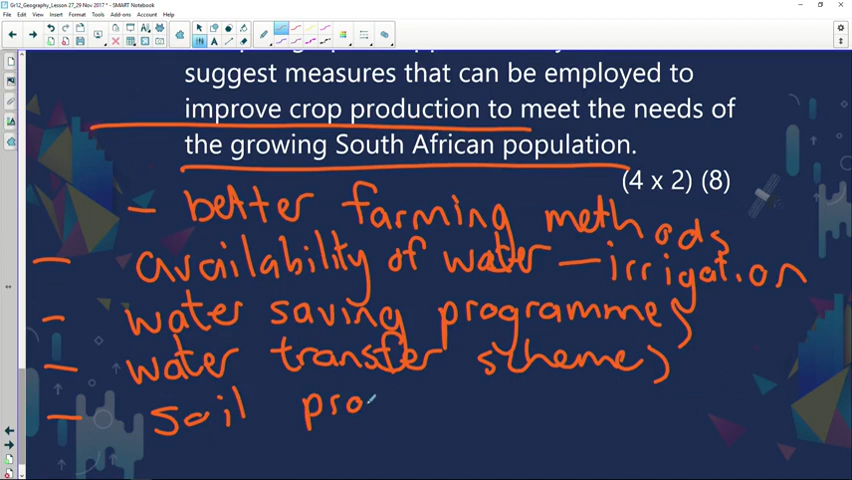 Gr12_Geography_Lesson 27_29 Nov 2017 * - SMART Notebook
File Edit View Insert Format Tools Add-ons Account Help
suggest measures that can be employed to
improve crop production to meet the needs of
the growing South African population.
(4 x 2) (8)
- better farming methods
- availability of water - irrigation
- water saving programmes
- water transfer schemes
- soil pro